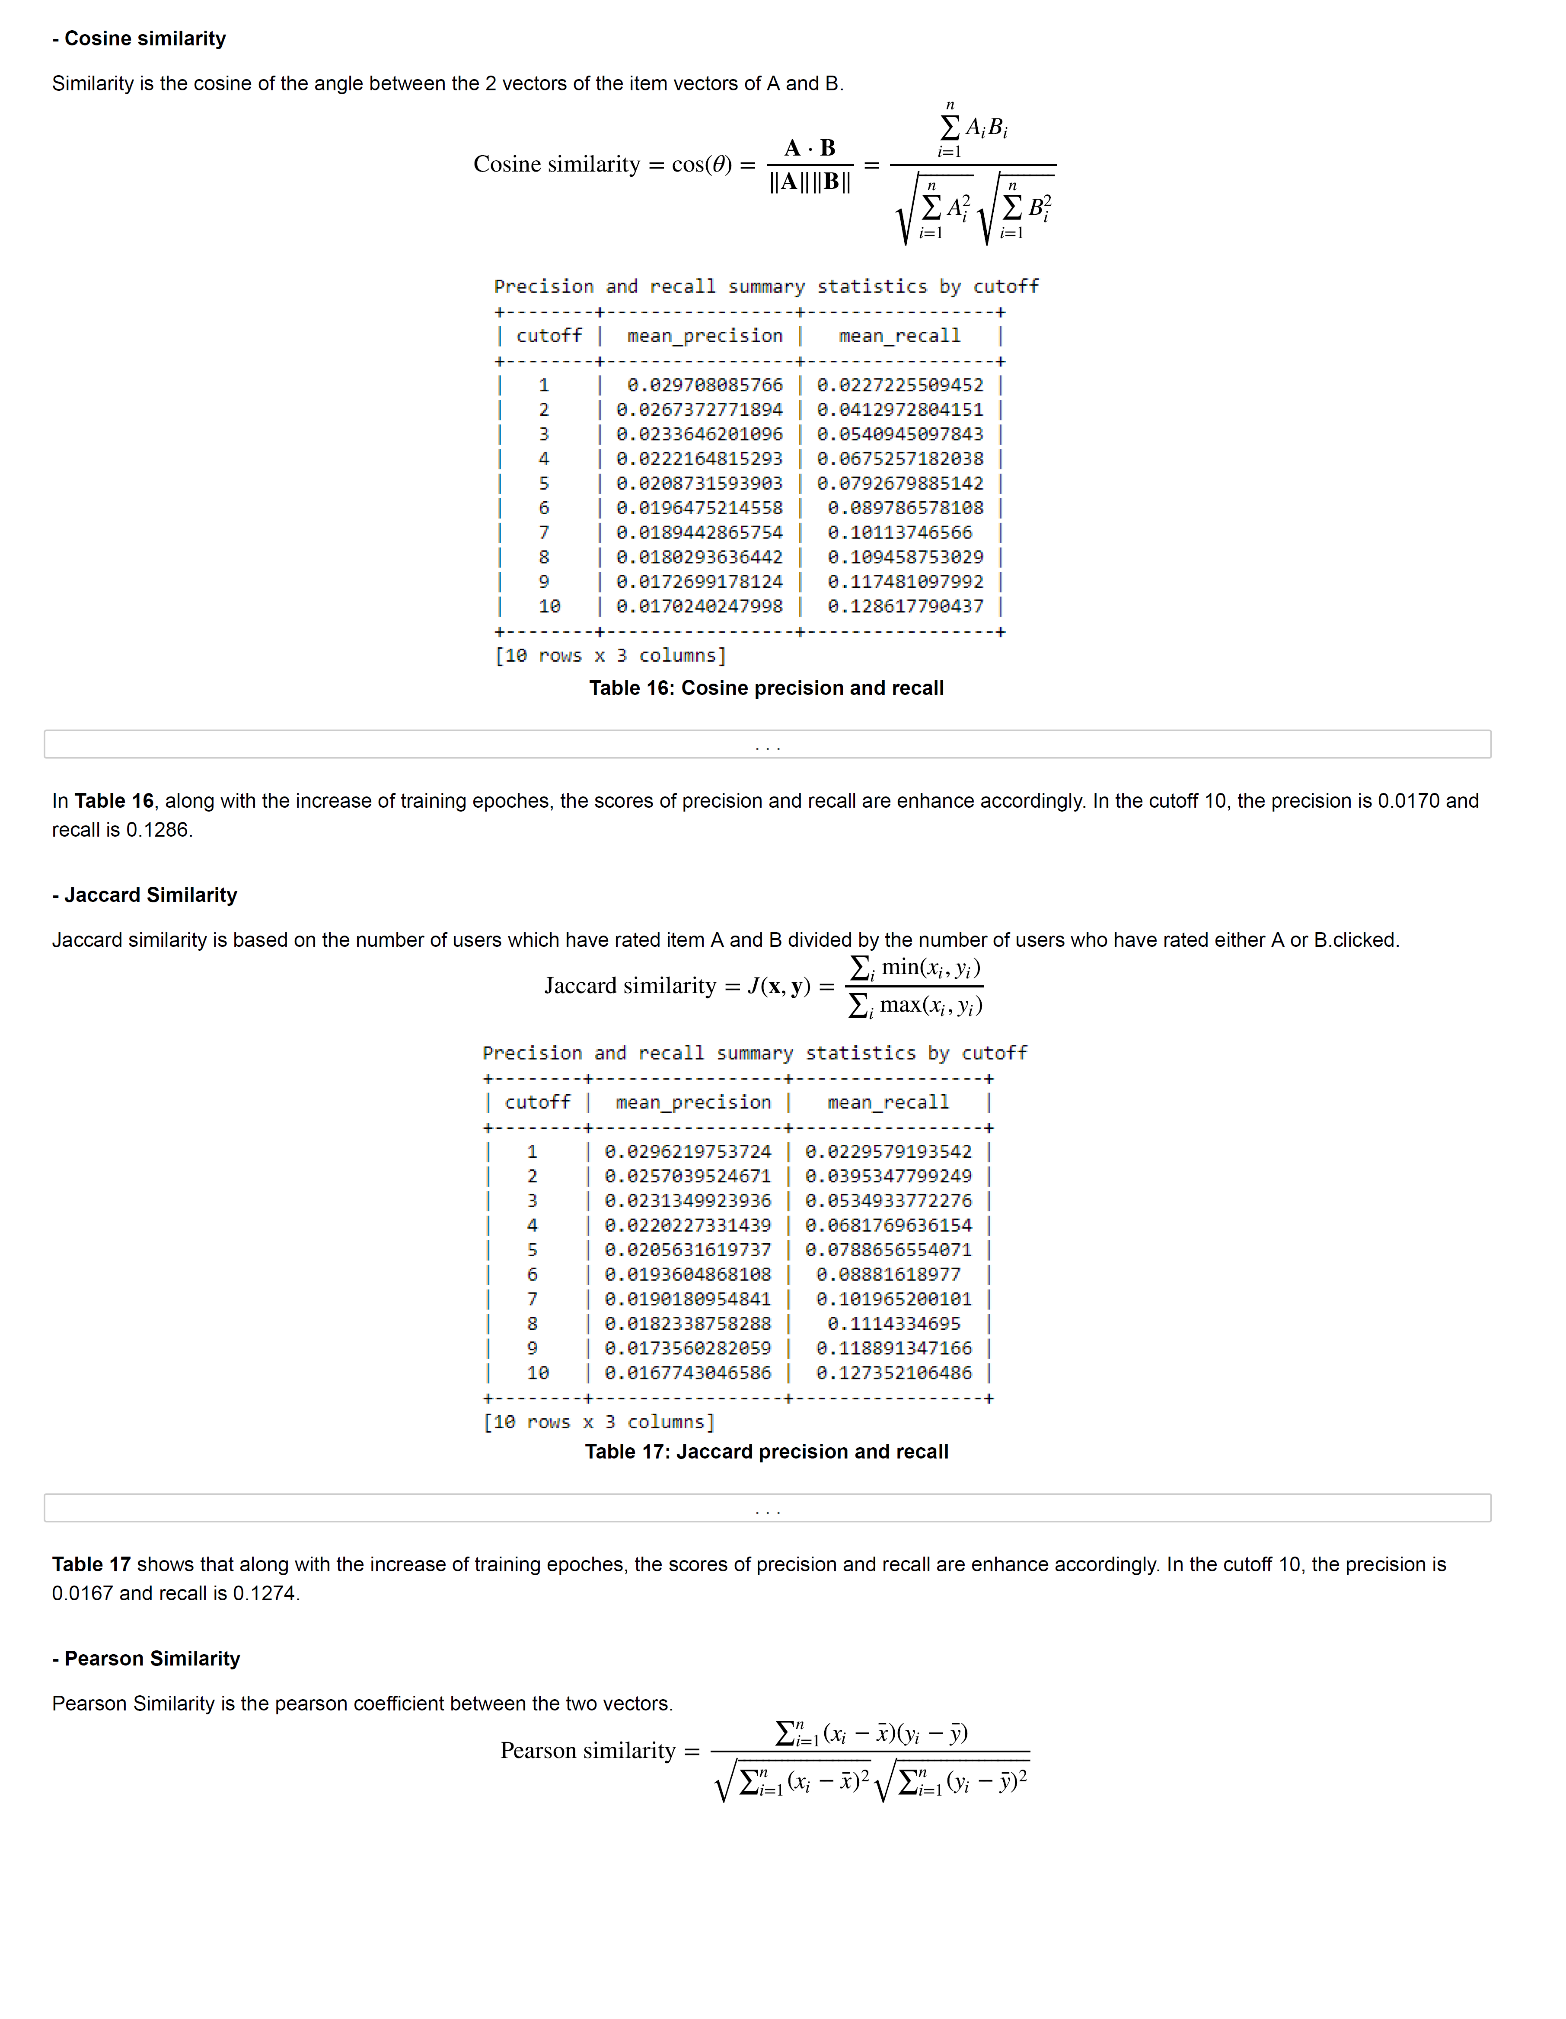 - Cosine similarity
Similarity is the cosine of the angle between the 2 vectors of the item vectors of A and B.
Cosine similarity = cos(θ) = A · B / ‖A‖‖B‖ = ∑_{i=1}^{n} A_i B_i / √(∑_{i=1}^{n} A_i^2) √(∑_{i=1}^{n} B_i^2)
Precision and recall summary statistics by cutoff
+--------+-----------------+-----------------+
| cutoff |  mean_precision |   mean_recall   |
+--------+-----------------+-----------------+
|   1    |  0.029708085766 | 0.0227225509452 |
|   2    | 0.0267372771894 | 0.0412972804151 |
|   3    | 0.0233646201096 | 0.0540945097843 |
|   4    | 0.0222164815293 | 0.0675257182038 |
|   5    | 0.0208731593903 | 0.0792679885142 |
|   6    | 0.0196475214558 |  0.089786578108 |
|   7    | 0.0189442865754 |  0.10113746566  |
|   8    | 0.0180293636442 |  0.109458753029 |
|   9    | 0.0172699178124 |  0.117481097992 |
|   10   | 0.0170240247998 |  0.128617790437 |
+--------+-----------------+-----------------+
[10 rows x 3 columns]
Table 16: Cosine precision and recall
...
In Table 16, along with the increase of training epoches, the scores of precision and recall are enhance accordingly. In the cutoff 10, the precision is 0.0170 and
recall is 0.1286.
- Jaccard Similarity
Jaccard similarity is based on the number of users which have rated item A and B divided by the number of users who have rated either A or B.clicked.
Jaccard similarity = J(x, y) = ∑_i min(x_i, y_i) / ∑_i max(x_i, y_i)
Precision and recall summary statistics by cutoff
+--------+-----------------+-----------------+
| cutoff |  mean_precision |   mean_recall   |
+--------+-----------------+-----------------+
|   1    | 0.0296219753724 | 0.0229579193542 |
|   2    | 0.0257039524671 | 0.0395347799249 |
|   3    | 0.0231349923936 | 0.0534933772276 |
|   4    | 0.0220227331439 | 0.0681769636154 |
|   5    | 0.0205631619737 | 0.0788656554071 |
|   6    | 0.0193604868108 |  0.08881618977  |
|   7    | 0.0190180954841 |  0.101965200101 |
|   8    | 0.0182338758288 |   0.1114334695  |
|   9    | 0.0173560282059 |  0.118891347166 |
|   10   | 0.0167743046586 |  0.127352106486 |
+--------+-----------------+-----------------+
[10 rows x 3 columns]
Table 17: Jaccard precision and recall
...
Table 17 shows that along with the increase of training epoches, the scores of precision and recall are enhance accordingly. In the cutoff 10, the precision is
0.0167 and recall is 0.1274.
- Pearson Similarity
Pearson Similarity is the pearson coefficient between the two vectors.
Pearson similarity = ∑_{i=1}^{n} (x_i − x̄)(y_i − ȳ) / √(∑_{i=1}^{n} (x_i − x̄)^2) √(∑_{i=1}^{n} (y_i − ȳ)^2)